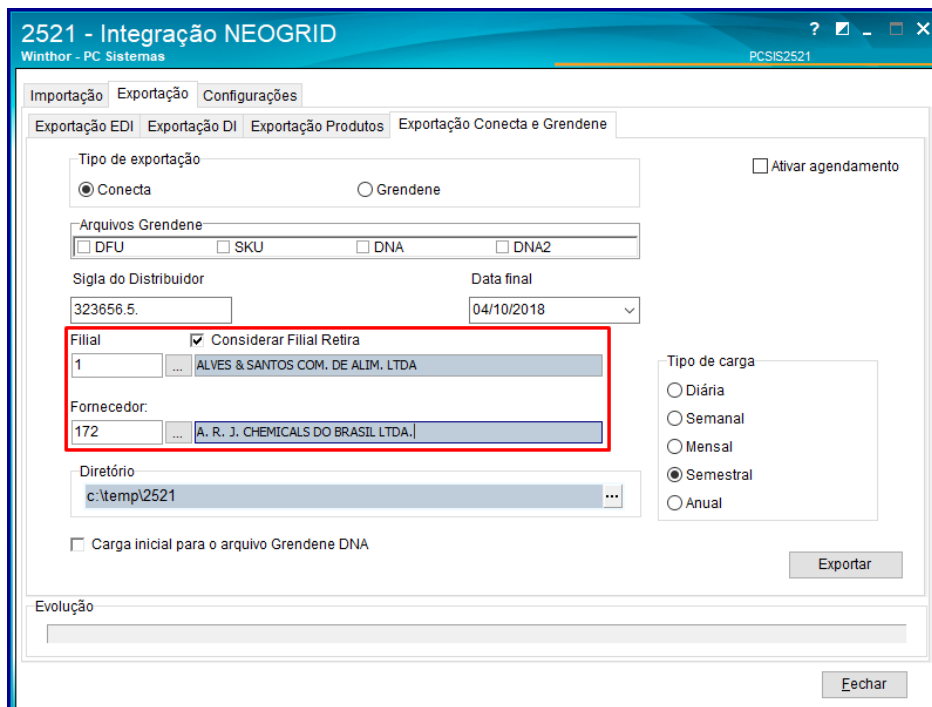 2521 - Integração NEOGRID
?
Winthor - PC Sistemas
PCSIS2521
Importação Exportação Configurações
Exportação EDI Exportação DI Exportação Produtos Exportação Conecta e Grendene
Tipo de exportação
Ativar agendamento
Conecta Grendene
Arquivos Grendene
DFU SKU DNA DNA2
Sigla do Distribuidor Data final
323656.5. 04/10/2018
Filial Considerar Filial Retira
1 ... ALVES & SANTOS COM. DE ALIM. LTDA
Tipo de carga
Diária
Fornecedor:
Semanal
172 ... A. R. J. CHEMICALS DO BRASIL LTDA.
Mensal
Diretório
Semestral
c:\temp\2521 ...
Anual
Carga inicial para o arquivo Grendene DNA
Exportar
Evolução
Fechar